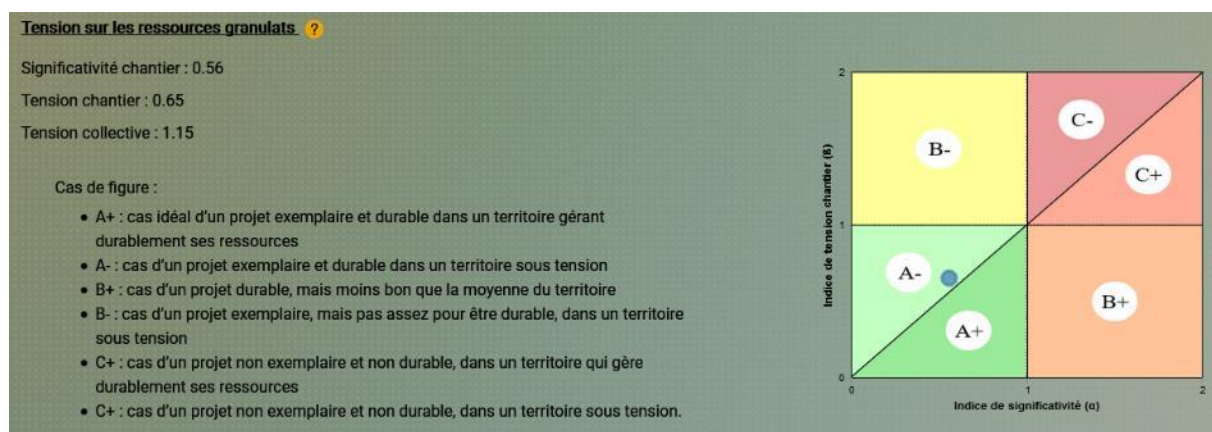 Tension sur les ressources granulats ?
Significativité chantier : 0.56
Tension chantier : 0.65
Tension collective : 1.15
Cas de figure :
• A+ : cas idéal d'un projet exemplaire et durable dans un territoire gérant
durablement ses ressources
• A- : cas d'un projet exemplaire et durable dans un territoire sous tension
• B+ : cas d'un projet durable, mais moins bon que la moyenne du territoire
• B- : cas d'un projet exemplaire, mais pas assez pour être durable, dans un territoire
sous tension
• C+ : cas d'un projet non exemplaire et non durable, dans un territoire qui gère
durablement ses ressources
• C+ : cas d'un projet non exemplaire et non durable, dans un territoire sous tension.
Indice de tension chantier (ß)
2
C-
B-
C+
1
A-
B+
A+
0
0
1
2
Indice de significativité (α)